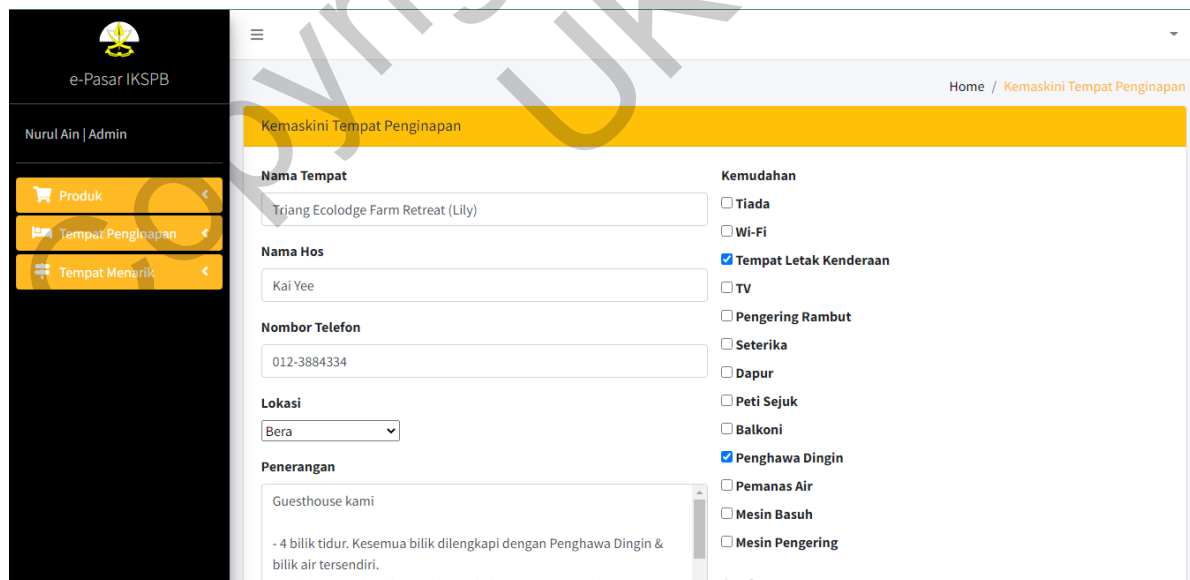 e-Pasar IKSPB
Nurul Ain | Admin
Produk
Tempat Penginapan
Tempat Menarik
Home / Kemaskini Tempat Penginapan
Kemaskini Tempat Penginapan
Nama Tempat
Triang Ecolodge Farm Retreat (Lily)
Nama Hos
Kai Yee
Nombor Telefon
012-3884334
Lokasi
Bera
Penerangan
Guesthouse kami
- 4 bilik tidur. Kesemua bilik dilengkapi dengan Penghawa Dingin &
bilik air tersendiri.
Kemudahan
Tiada
Wi-Fi
Tempat Letak Kenderaan
TV
Pengering Rambut
Seterika
Dapur
Peti Sejuk
Balkoni
Penghawa Dingin
Pemanas Air
Mesin Basuh
Mesin Pengering